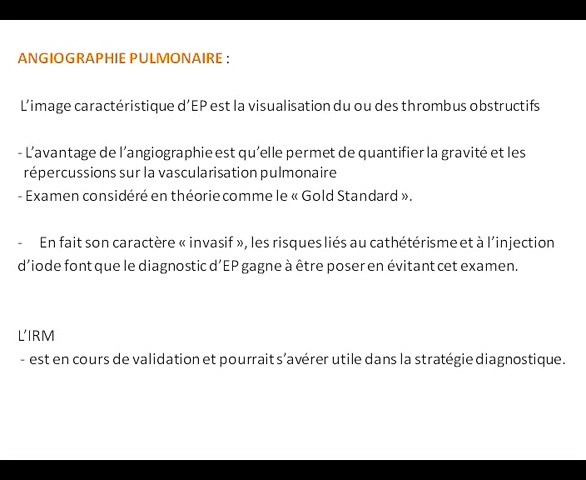 ANGIOGRAPHIE PULMONAIRE :
L'image caractéristique d'EP est la visualisation du ou des thrombus obstructifs
- L'avantage de l'angiographie est qu'elle permet de quantifier la gravité et les
répercussions sur la vascularisation pulmonaire
- Examen considéré en théorie comme le « Gold Standard ».
- En fait son caractère « invasif », les risques liés au cathétérisme et à l'injection
d'iode font que le diagnostic d'EP gagne à être poser en évitant cet examen.
L'IRM
- est en cours de validation et pourrait s'avérer utile dans la stratégie diagnostique.